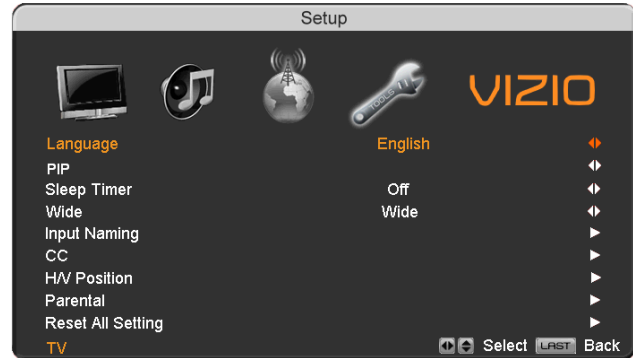 Setup
TOOLS
VIZIO
Language English
PIP
Sleep Timer Off
Wide Wide
Input Naming
CC
H/V Position
Parental
Reset All Setting
TV Select LAST Back